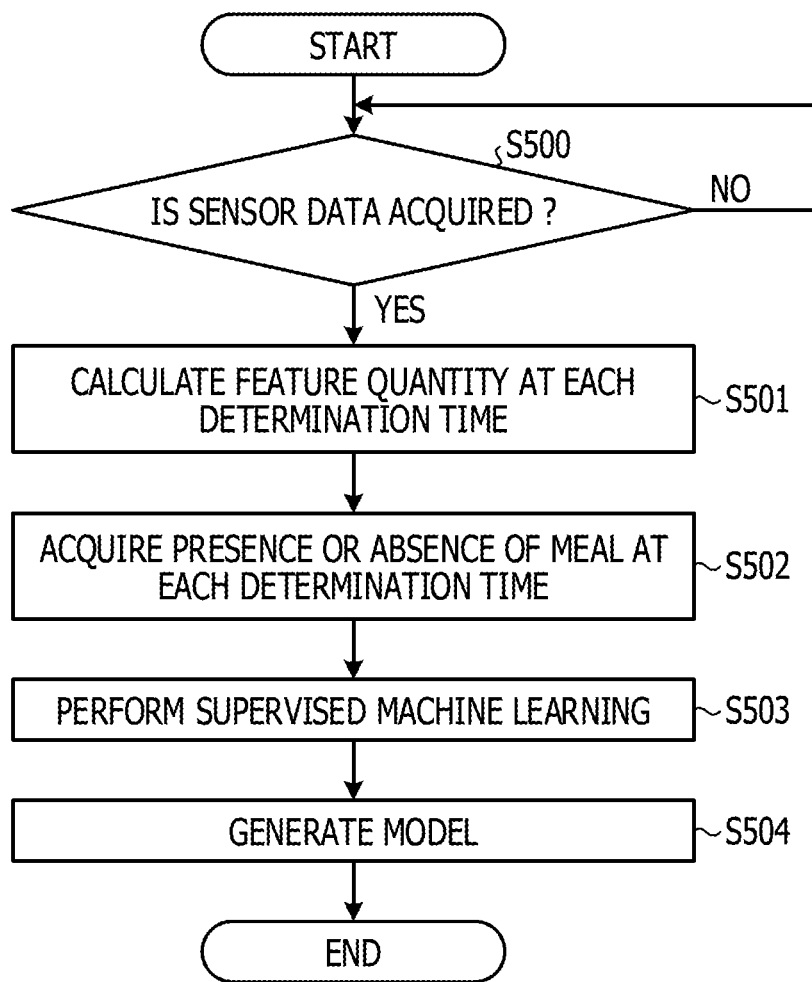 START
S500
IS SENSOR DATA ACQUIRED ?
NO
YES
CALCULATE FEATURE QUANTITY AT EACH
DETERMINATION TIME
S501
ACQUIRE PRESENCE OR ABSENCE OF MEAL AT
EACH DETERMINATION TIME
S502
PERFORM SUPERVISED MACHINE LEARNING
S503
GENERATE MODEL
S504
END